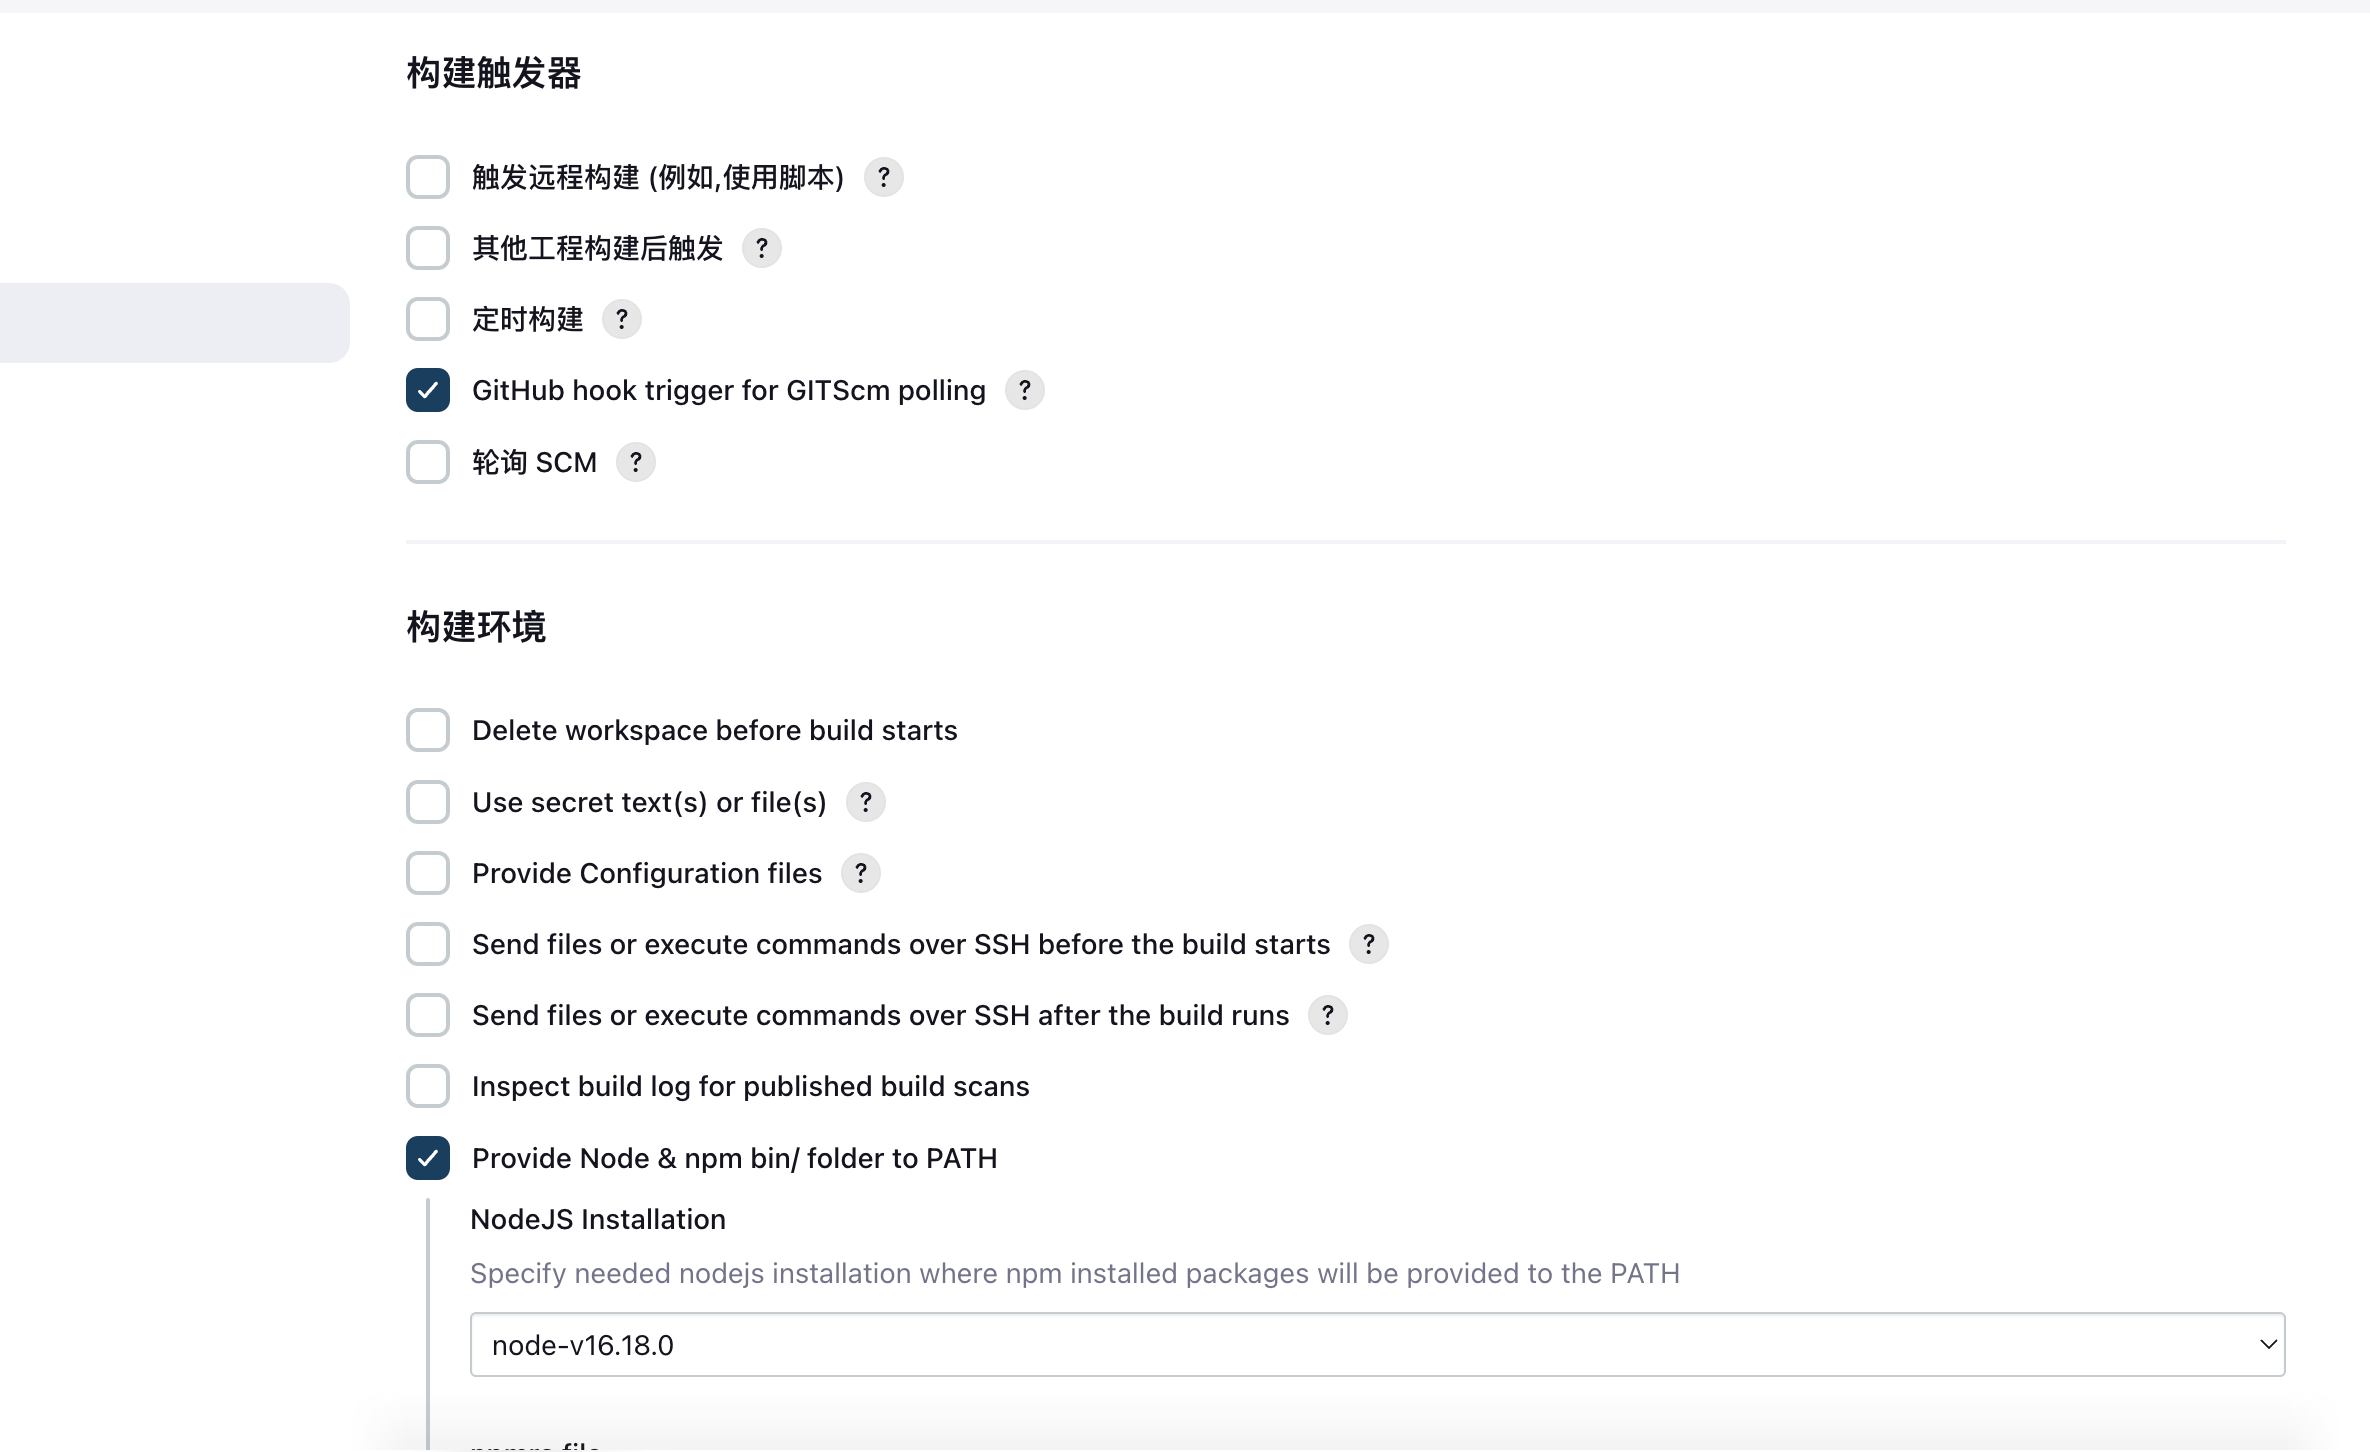 构建触发器
触发远程构建 (例如,使用脚本) ?
其他工程构建后触发 ?
定时构建 ?
GitHub hook trigger for GITScm polling ?
轮询 SCM ?
构建环境
Delete workspace before build starts
Use secret text(s) or file(s) ?
Provide Configuration files ?
Send files or execute commands over SSH before the build starts ?
Send files or execute commands over SSH after the build runs ?
Inspect build log for published build scans
Provide Node & npm bin/ folder to PATH
NodeJS Installation
Specify needed nodejs installation where npm installed packages will be provided to the PATH
node-v16.18.0